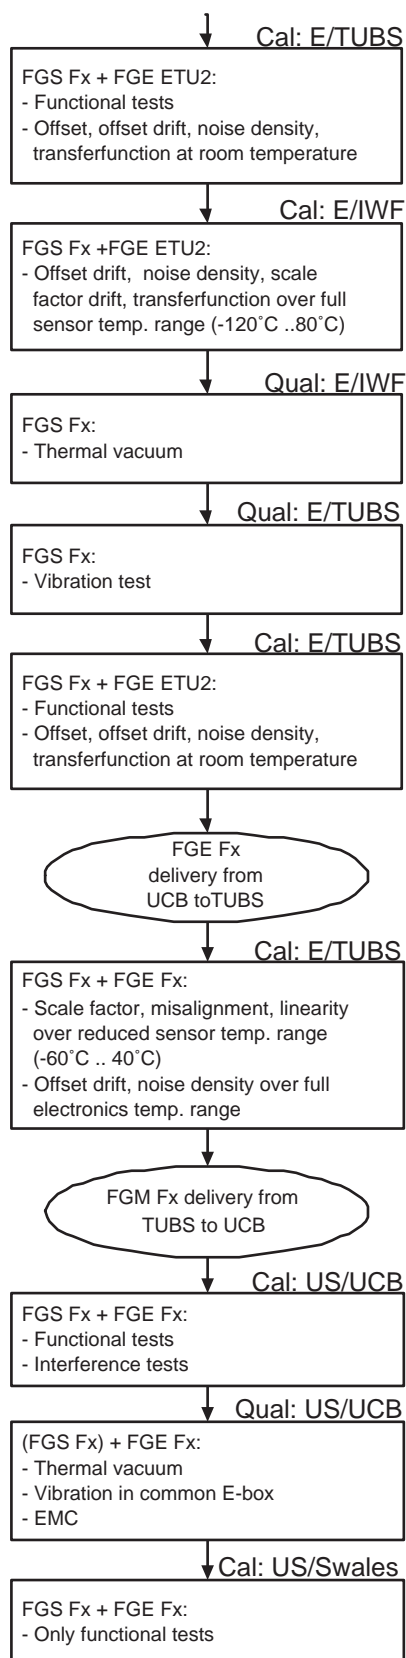 Cal: E/TUBS
FGS Fx + FGE ETU2:
- Functional tests
- Offset, offset drift, noise density,
transferfunction at room temperature
Cal: E/IWF
FGS Fx +FGE ETU2:
- Offset drift, noise density, scale
factor drift, transferfunction over full
sensor temp. range (-120˚C ..80˚C)
Qual: E/IWF
FGS Fx:
- Thermal vacuum
Qual: E/TUBS
FGS Fx:
- Vibration test
Cal: E/TUBS
FGS Fx + FGE ETU2:
- Functional tests
- Offset, offset drift, noise density,
transferfunction at room temperature
FGE Fx
delivery from
UCB toTUBS
Cal: E/TUBS
FGS Fx + FGE Fx:
- Scale factor, misalignment, linearity
over reduced sensor temp. range
(-60˚C .. 40˚C)
- Offset drift, noise density over full
electronics temp. range
FGM Fx delivery from
TUBS to UCB
Cal: US/UCB
FGS Fx + FGE Fx:
- Functional tests
- Interference tests
Qual: US/UCB
(FGS Fx) + FGE Fx:
- Thermal vacuum
- Vibration in common E-box
- EMC
Cal: US/Swales
FGS Fx + FGE Fx:
- Only functional tests